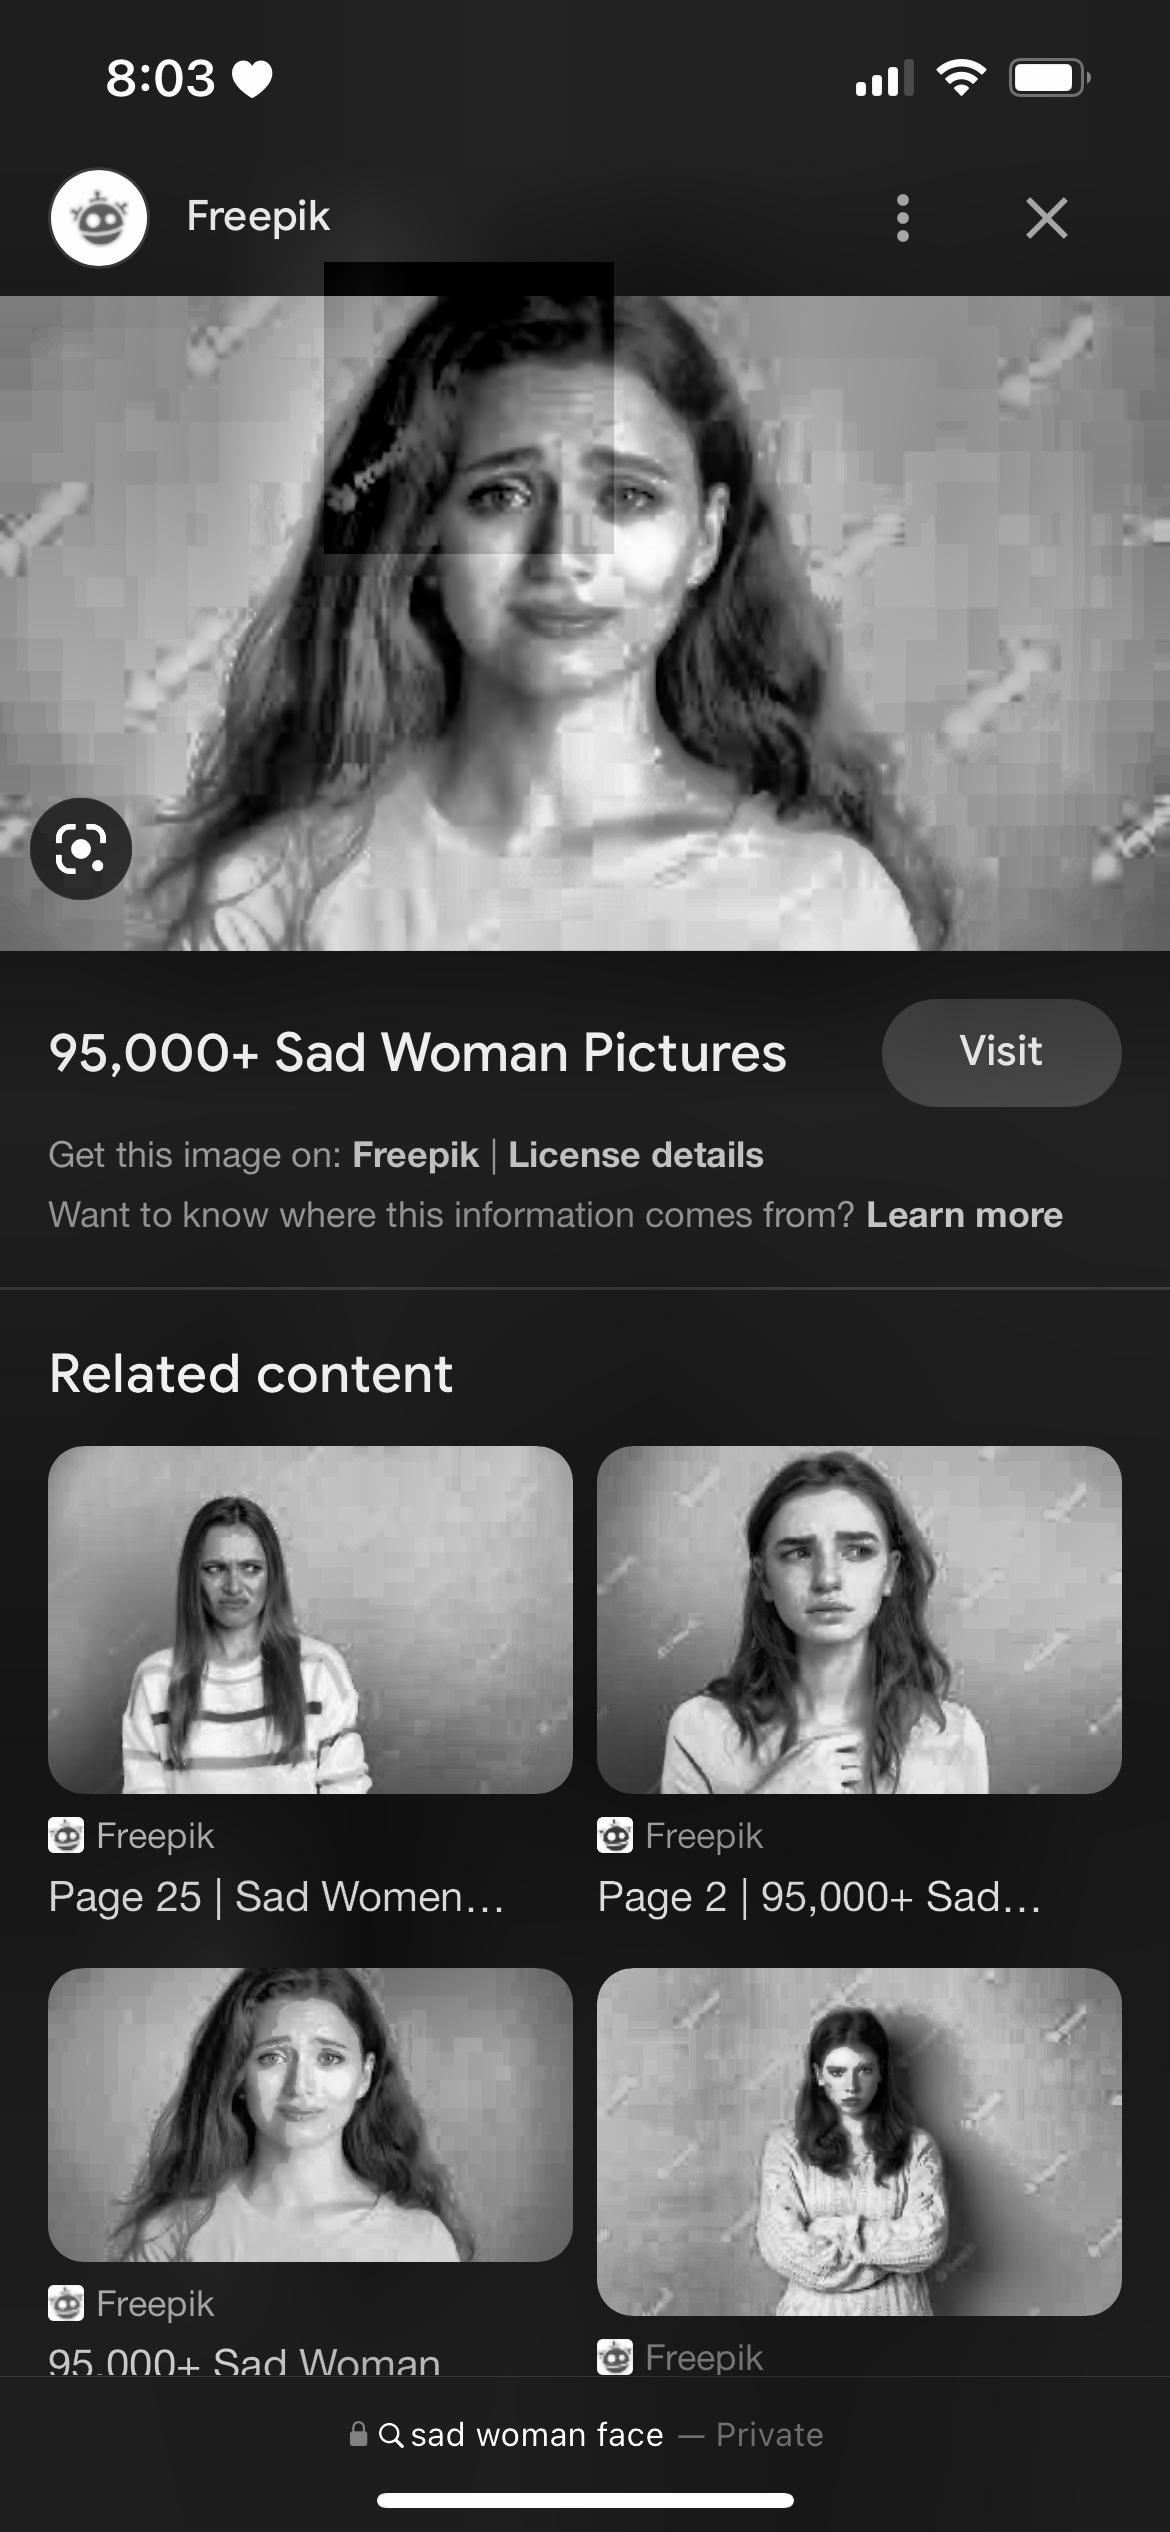 8:03
Freepik
95,000+ Sad Woman Pictures
Visit
Get this image on: Freepik | License details
Want to know where this information comes from? Learn more
Related content
Freepik
Page 25 | Sad Women...
Freepik
Page 2 | 95,000+ Sad...
Freepik
95,000+ Sad Woman
Freepik
sad woman face — Private